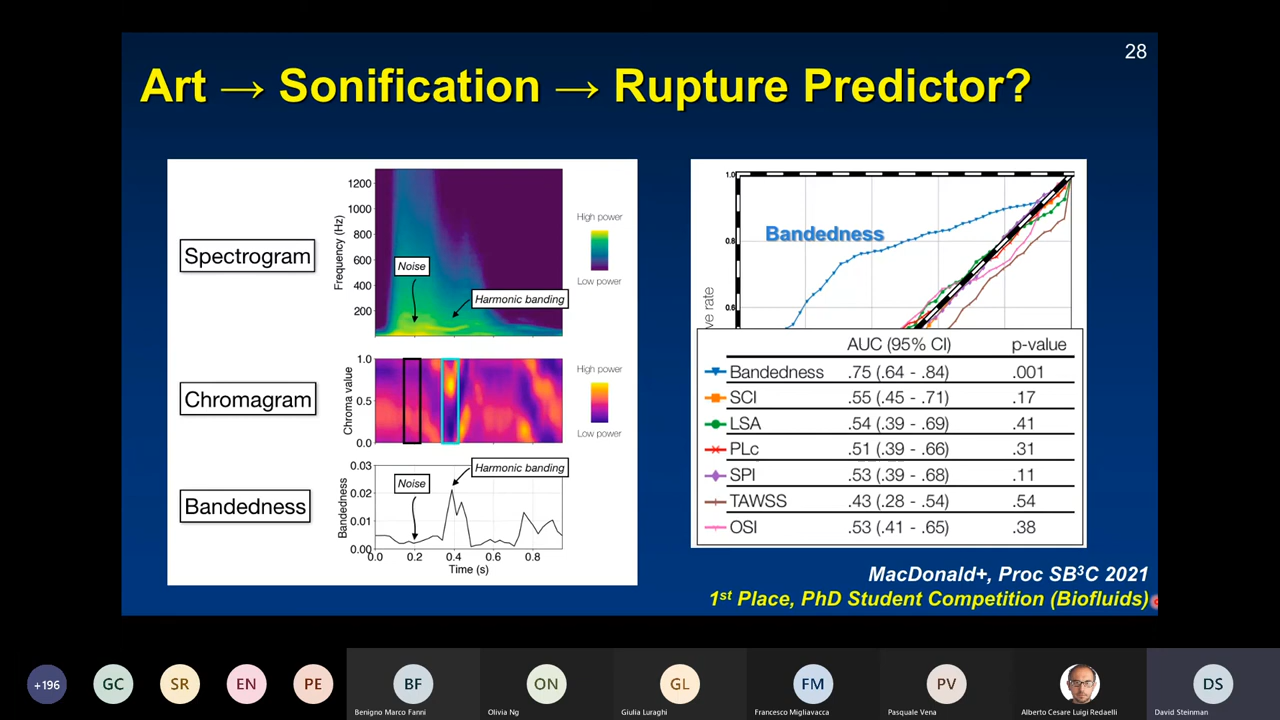 28
Art → Sonification → Rupture Predictor?
Spectrogram
Frequency (Hz)
1200
1000
800
600
400
200
Noise
Harmonic banding
High power
Low power
Chromagram
Chroma value
1.0
0.5
0.0
High power
Low power
Bandedness
Bandedness
0.03
0.02
0.01
0.00
Noise
Harmonic banding
0.0 0.2 0.4 0.6 0.8
Time (s)
1.0
0.8
0.6
Bandedness
ve rate
AUC (95% CI) p-value
Bandedness .75 (.64 - .84) .001
SCI .55 (.45 - .71) .17
LSA .54 (.39 - .69) .41
PLc .51 (.39 - .66) .31
SPI .53 (.39 - .68) .11
TAWSS .43 (.28 - .54) .54
OSI .53 (.41 - .65) .38
MacDonald+, Proc SB³C 2021
1st Place, PhD Student Competition (Biofluids)
+196 GC SR EN PE BF ON GL FM PV DS
Benigno Marco Fanni Olivia Ng Giulia Luraghi Francesco Migliavacca Pasquale Vena Alberto Cesare Luigi Redaelli David Steinman